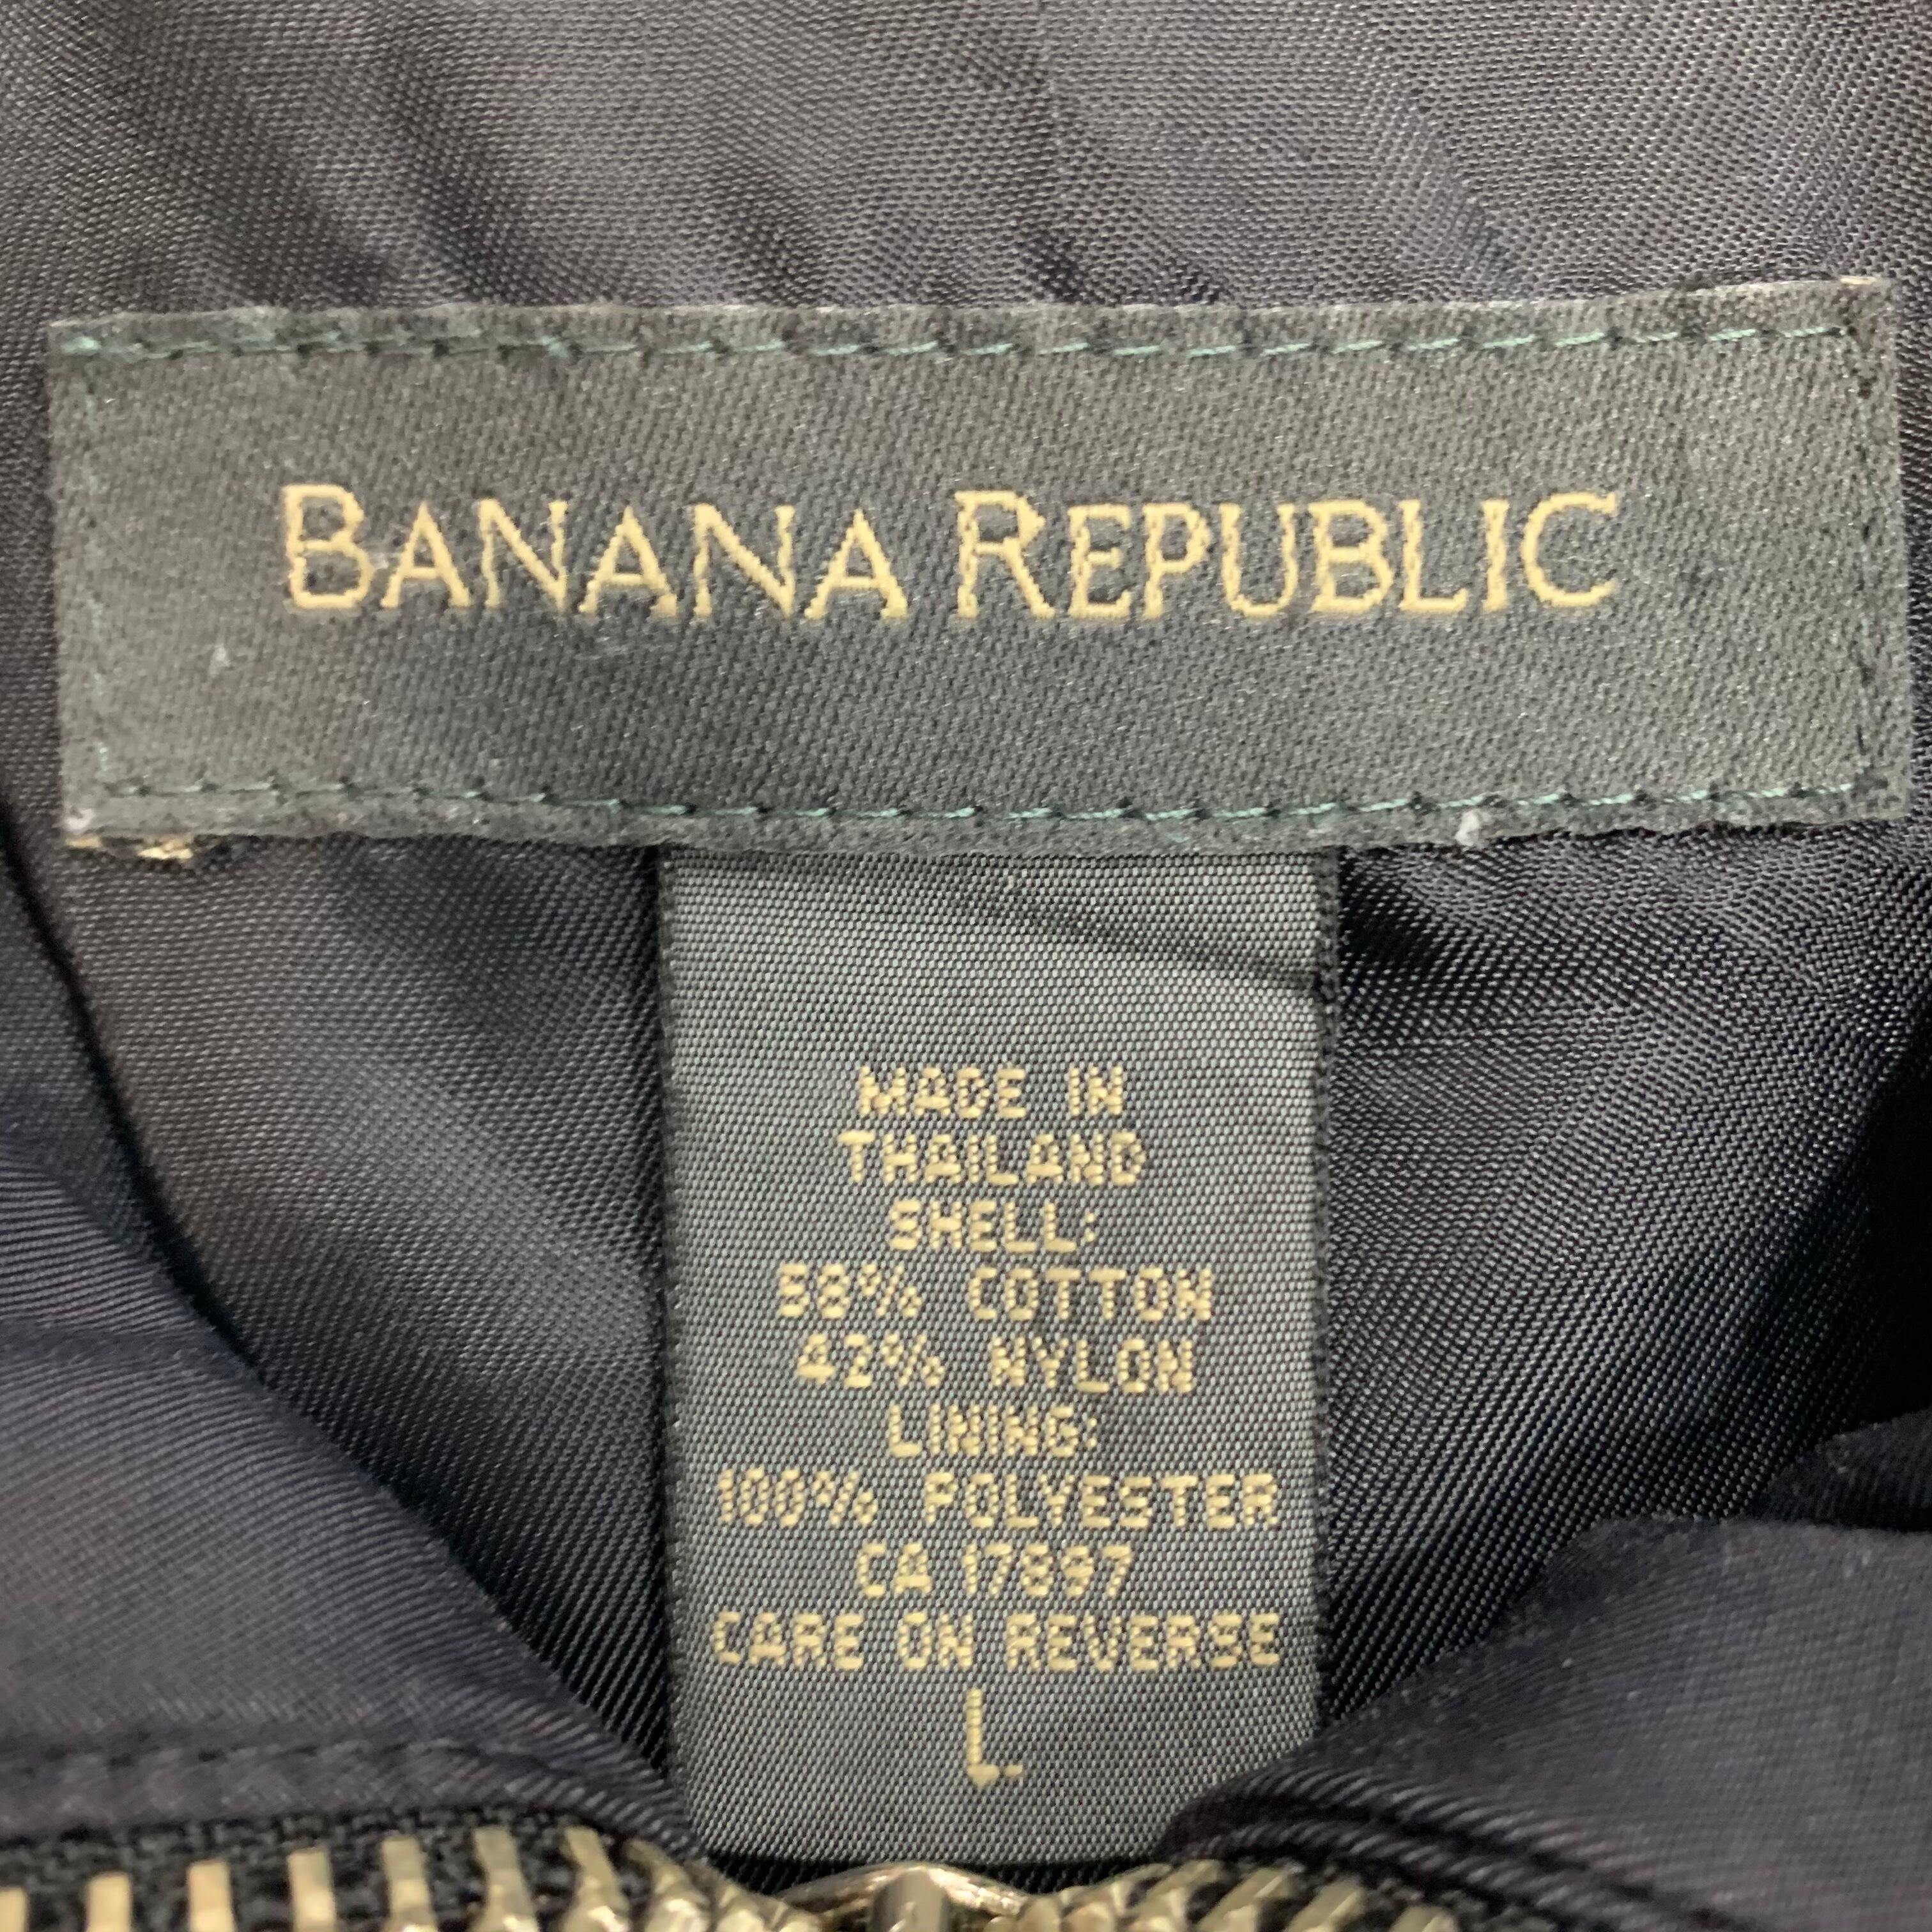 BANANA REPUBLIC
MADE IN
THAILAND
SHELL:
58% COTTON
42% NYLON
LINING:
100% POLYESTER
CA 17897
CARE ON REVERSE
L